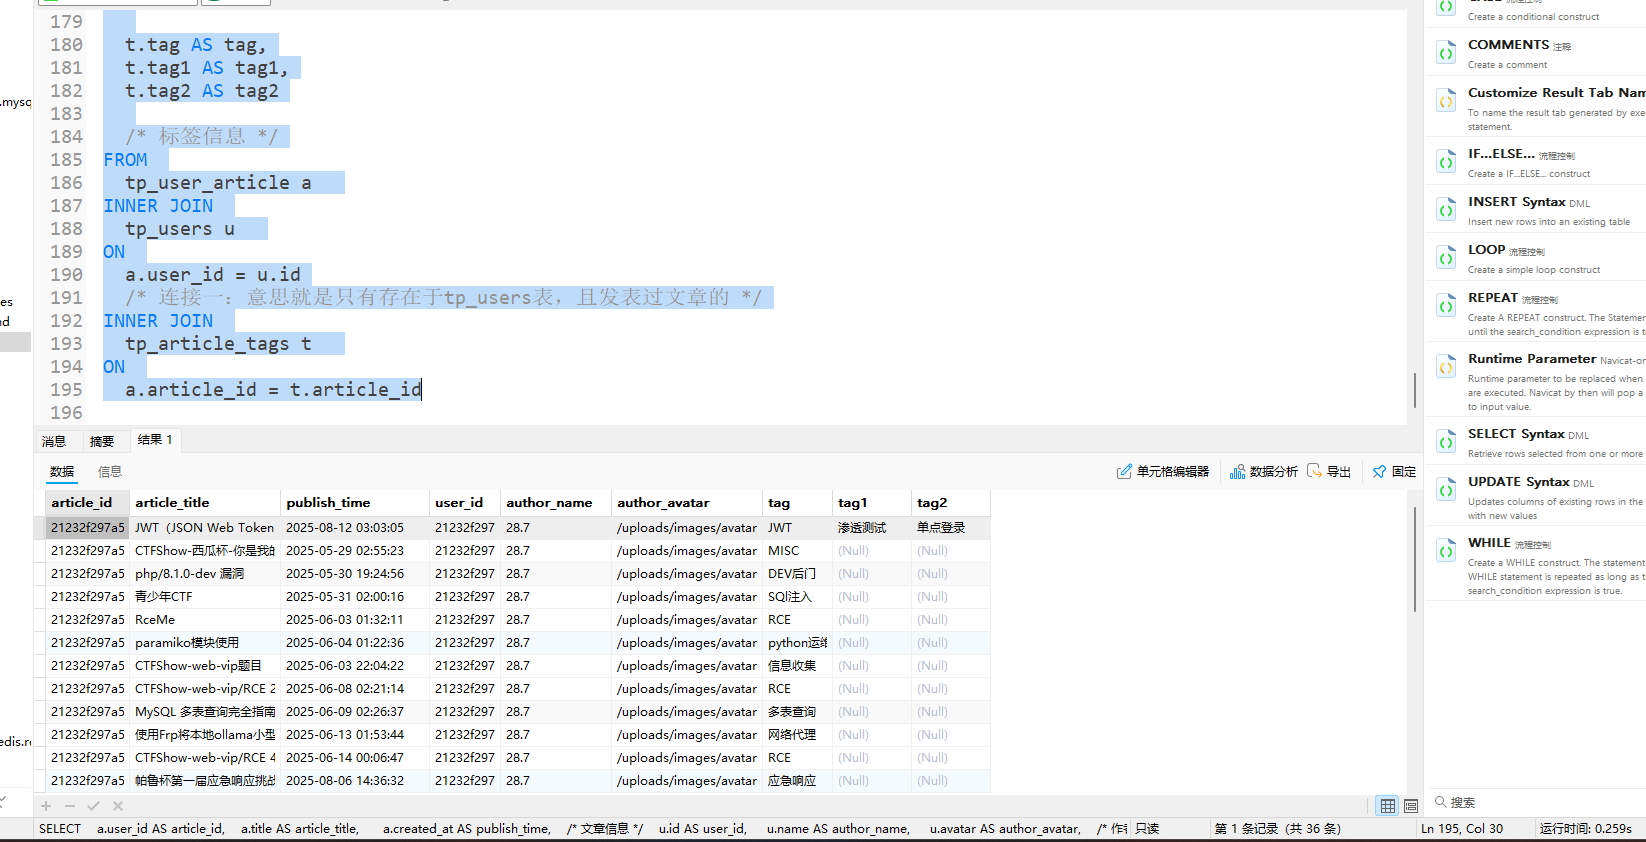 179
180 t.tag AS tag,
181 t.tag1 AS tag1,
182 t.tag2 AS tag2
183
184 /* 标签信息 */
185 FROM
186 tp_user_article a
187 INNER JOIN
188 tp_users u
189 ON
190 a.user_id = u.id
191 /* 连接一：意思就是只有存在于tp_users表，且发表过文章的 */
192 INNER JOIN
193 tp_article_tags t
194 ON
195 a.article_id = t.article_id
196
.mysq
es
nd
edis.r
消息 摘要 结果 1
数据 信息
单元格编辑器 数据分析 导出 固定
article_id article_title publish_time user_id author_name author_avatar tag tag1 tag2
21232f297a5 JWT（JSON Web Token 2025-08-12 03:03:05 21232f297 28.7 /uploads/images/avatar JWT 渗透测试 单点登录
21232f297a5 CTFShow-西瓜杯-你是我的 2025-05-29 02:55:23 21232f297 28.7 /uploads/images/avatar MISC (Null) (Null)
21232f297a5 php/8.1.0-dev 漏洞 2025-05-30 19:24:56 21232f297 28.7 /uploads/images/avatar DEV后门 (Null) (Null)
21232f297a5 青少年CTF 2025-05-31 02:00:16 21232f297 28.7 /uploads/images/avatar SQl注入 (Null) (Null)
21232f297a5 RceMe 2025-06-03 01:32:11 21232f297 28.7 /uploads/images/avatar RCE (Null) (Null)
21232f297a5 paramiko模块使用 2025-06-04 01:22:36 21232f297 28.7 /uploads/images/avatar python运维 (Null) (Null)
21232f297a5 CTFShow-web-vip题目 2025-06-03 22:04:22 21232f297 28.7 /uploads/images/avatar 信息收集 (Null) (Null)
21232f297a5 CTFShow-web-vip/RCE 2 2025-06-08 02:21:14 21232f297 28.7 /uploads/images/avatar RCE (Null) (Null)
21232f297a5 MySQL 多表查询完全指南 2025-06-09 02:26:37 21232f297 28.7 /uploads/images/avatar 多表查询 (Null) (Null)
21232f297a5 使用Frp将本地ollama小型 2025-06-13 01:53:44 21232f297 28.7 /uploads/images/avatar 网络代理 (Null) (Null)
21232f297a5 CTFShow-web-vip/RCE 4 2025-06-14 00:06:47 21232f297 28.7 /uploads/images/avatar RCE (Null) (Null)
21232f297a5 帕鲁杯第一届应急响应挑战 2025-08-06 14:36:32 21232f297 28.7 /uploads/images/avatar 应急响应 (Null) (Null)
SELECT a.user_id AS article_id, a.title AS article_title, a.created_at AS publish_time, /* 文章信息 */ u.id AS user_id, u.name AS author_name, u.avatar AS author_avatar, /* 作 只读 第 1 条记录（共 36 条） Ln 195, Col 30 运行时间: 0.259s
流程控制
Create a conditional construct
COMMENTS 注释
Create a comment
Customize Result Tab Nam
To name the result tab generated by exe
statement.
IF...ELSE... 流程控制
Create a IF...ELSE... construct
INSERT Syntax DML
Insert new rows into an existing table
LOOP 流程控制
Create a simple loop construct
REPEAT 流程控制
Create A REPEAT construct. The Statemen
until the search_condition expression is t
Runtime Parameter Navicat-on
Runtime parameter to be replaced when
are executed. Navicat by then will pop a
to input value.
SELECT Syntax DML
Retrieve rows selected from one or more
UPDATE Syntax DML
Updates columns of existing rows in the
with new values
WHILE 流程控制
Create a WHILE construct. The statement
WHILE statement is repeated as long as t
search_condition expression is true.
搜索